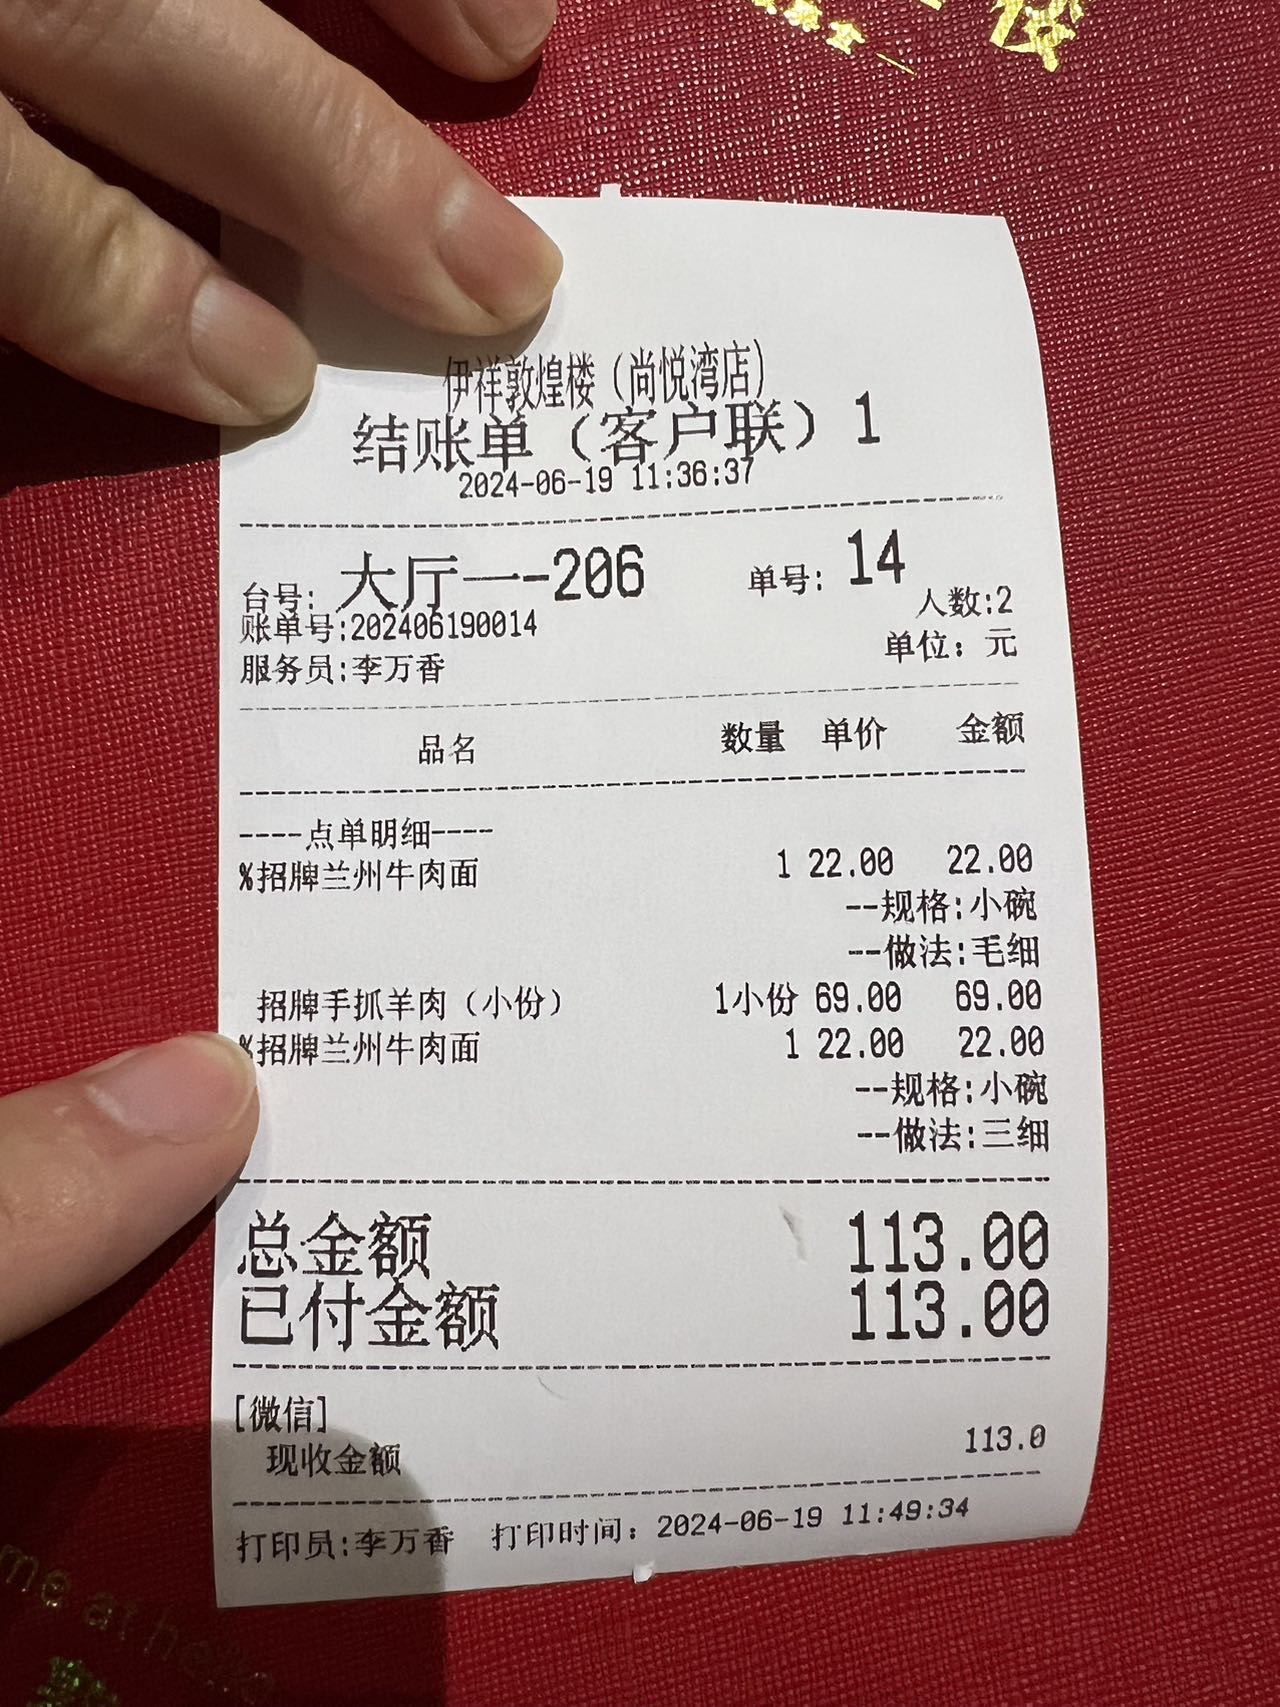 伊祥敦煌楼（尚悦湾店）
结账单（客户联）1
2024-06-19 11:36:37
台号: 大厅一-206 单号: 14
人数:2
账单号:202406190014
单位：元
服务员:李万香
品名 数量 单价 金额
----点单明细----
%招牌兰州牛肉面 1 22.00 22.00
--规格:小碗
--做法:毛细
招牌手抓羊肉（小份） 1小份 69.00 69.00
%招牌兰州牛肉面 1 22.00 22.00
--规格:小碗
--做法:三细
总金额 113.00
已付金额 113.00
[微信]
现收金额 113.0
打印员:李万香 打印时间：2024-06-19 11:49:34
me at he